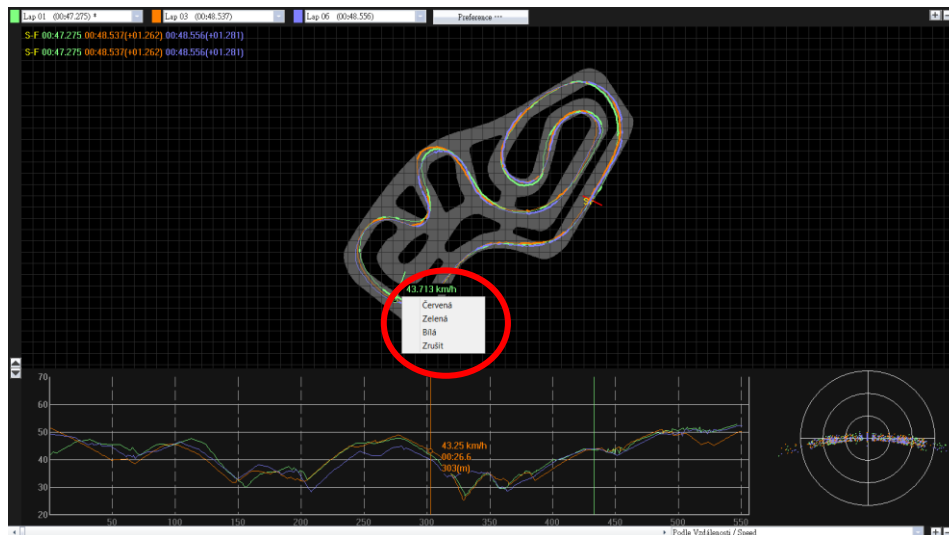 Lap 01 (00:47.275) * Lap 03 (00:48.537) Lap 06 (00:48.556) Preference ···
S-F 00:47.275 00:48.537(+01.262) 00:48.556(+01.281)
S-F 00:47.275 00:48.537(+01.262) 00:48.556(+01.281)
S
43.713 km/h
Červená
Zelená
Bílá
Zrušit
70
60
50
43.25 km/h
40
00:26.6
303(m)
30
20
50 100 150 200 250 300 350 400 450 500 550
Podle Vzdálenosti / Speed